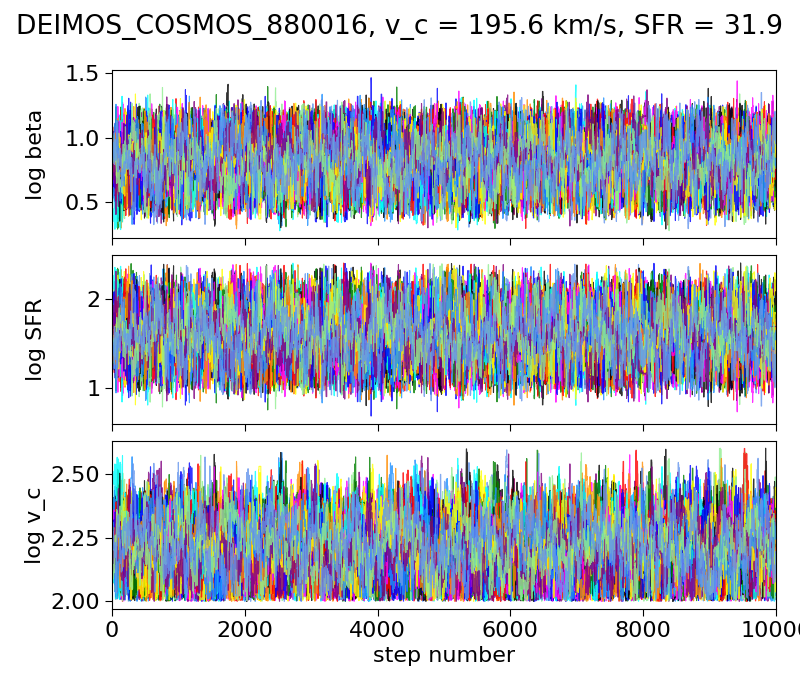 DEIMOS_COSMOS_880016, v_c = 195.6 km/s, SFR = 31.9
1.5
1.0
0.5
log beta
2
1
log SFR
2.50
2.25
2.00
log v_c
0 2000 4000 6000 8000 10000
step number